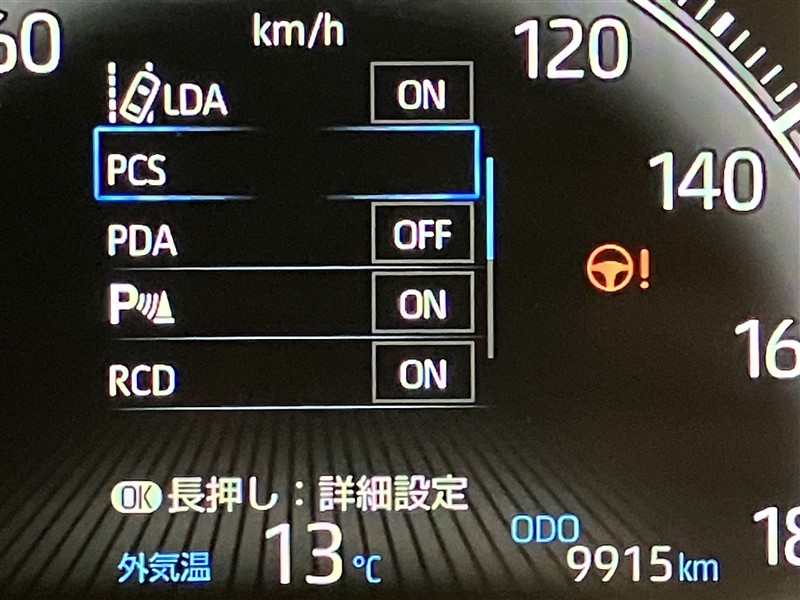 km/h
60
120
LDA ON
PCS
140
PDA OFF
P ON
16
RCD ON
OK 長押し：詳細設定
18
外気温 13℃
ODO
9915km